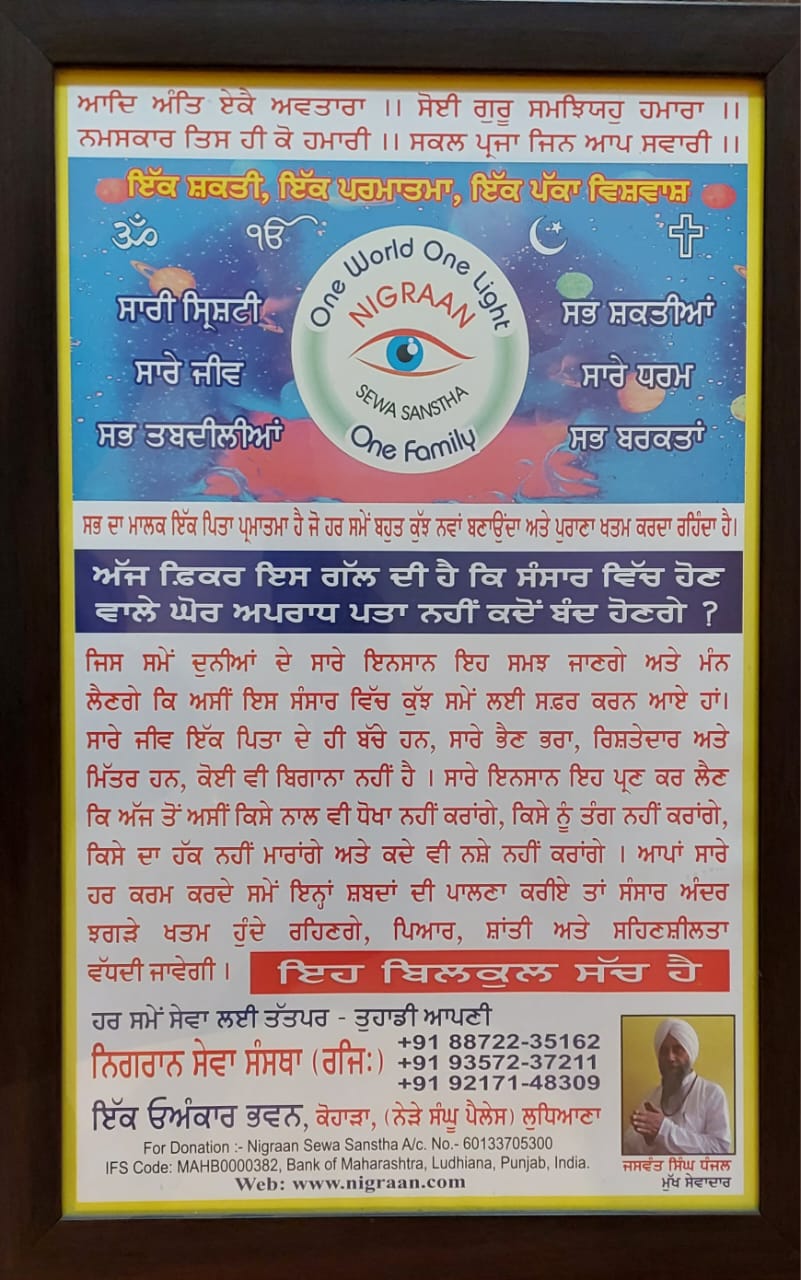 ਆਦਿ ਅੰਤਿ ਏਕੈ ਅਵਤਾਰਾ ।। ਸੋਈ ਗੁਰੂ ਸਮਝਿਯਹੁ ਹਮਾਰਾ ।।
ਨਮਸਕਾਰ ਤਿਸ ਹੀ ਕੋ ਹਮਾਰੀ ।। ਸਕਲ ਪ੍ਰਜਾ ਜਿਨ ਆਪ ਸਵਾਰੀ ।।
ਇੱਕ ਸ਼ਕਤੀ, ਇੱਕ ਪਰਮਾਤਮਾ, ਇੱਕ ਪੱਕਾ ਵਿਸ਼ਵਾਸ਼
ॐ ੴ ☪ ✝
One World One Light
NIGRAAN
SEWA SANSTHA
One Family
ਸਾਰੀ ਸ੍ਰਿਸ਼ਟੀ
ਸਾਰੇ ਜੀਵ
ਸਭ ਤਬਦੀਲੀਆਂ
ਸਭ ਸ਼ਕਤੀਆਂ
ਸਾਰੇ ਧਰਮ
ਸਭ ਬਰਕਤਾਂ
ਸਭ ਦਾ ਮਾਲਕ ਇੱਕ ਪਿਤਾ ਪ੍ਰਮਾਤਮਾ ਹੈ ਜੋ ਹਰ ਸਮੇਂ ਬਹੁਤ ਕੁੱਝ ਨਵਾਂ ਬਣਾਉਂਦਾ ਅਤੇ ਪੁਰਾਣਾ ਖਤਮ ਕਰਦਾ ਰਹਿੰਦਾ ਹੈ।
ਅੱਜ ਫ਼ਿਕਰ ਇਸ ਗੱਲ ਦੀ ਹੈ ਕਿ ਸੰਸਾਰ ਵਿੱਚ ਹੋਣ
ਵਾਲੇ ਘੋਰ ਅਪਰਾਧ ਪਤਾ ਨਹੀਂ ਕਦੋਂ ਬੰਦ ਹੋਣਗੇ ?
ਜਿਸ ਸਮੇਂ ਦੁਨੀਆਂ ਦੇ ਸਾਰੇ ਇਨਸਾਨ ਇਹ ਸਮਝ ਜਾਣਗੇ ਅਤੇ ਮੰਨ
ਲੈਣਗੇ ਕਿ ਅਸੀਂ ਇਸ ਸੰਸਾਰ ਵਿੱਚ ਕੁੱਝ ਸਮੇਂ ਲਈ ਸਫ਼ਰ ਕਰਨ ਆਏ ਹਾਂ।
ਸਾਰੇ ਜੀਵ ਇੱਕ ਪਿਤਾ ਦੇ ਹੀ ਬੱਚੇ ਹਨ, ਸਾਰੇ ਭੈਣ ਭਰਾ, ਰਿਸ਼ਤੇਦਾਰ ਅਤੇ
ਮਿੱਤਰ ਹਨ, ਕੋਈ ਵੀ ਬਿਗਾਨਾ ਨਹੀਂ ਹੈ । ਸਾਰੇ ਇਨਸਾਨ ਇਹ ਪ੍ਰਣ ਕਰ ਲੈਣ
ਕਿ ਅੱਜ ਤੋਂ ਅਸੀਂ ਕਿਸੇ ਨਾਲ ਵੀ ਧੋਖਾ ਨਹੀਂ ਕਰਾਂਗੇ, ਕਿਸੇ ਨੂੰ ਤੰਗ ਨਹੀਂ ਕਰਾਂਗੇ,
ਕਿਸੇ ਦਾ ਹੱਕ ਨਹੀਂ ਮਾਰਾਂਗੇ ਅਤੇ ਕਦੇ ਵੀ ਨਸ਼ੇ ਨਹੀਂ ਕਰਾਂਗੇ । ਆਪਾਂ ਸਾਰੇ
ਹਰ ਕਰਮ ਕਰਦੇ ਸਮੇਂ ਇਨ੍ਹਾਂ ਸ਼ਬਦਾਂ ਦੀ ਪਾਲਣਾ ਕਰੀਏ ਤਾਂ ਸੰਸਾਰ ਅੰਦਰ
ਝਗੜੇ ਖਤਮ ਹੁੰਦੇ ਰਹਿਣਗੇ, ਪਿਆਰ, ਸ਼ਾਂਤੀ ਅਤੇ ਸਹਿਣਸ਼ੀਲਤਾ
ਵੱਧਦੀ ਜਾਵੇਗੀ । ਇਹ ਬਿਲਕੁਲ ਸੱਚ ਹੈ
ਹਰ ਸਮੇਂ ਸੇਵਾ ਲਈ ਤੱਤਪਰ - ਤੁਹਾਡੀ ਆਪਣੀ
ਨਿਗਰਾਨ ਸੇਵਾ ਸੰਸਥਾ (ਰਜਿ:)
+91 88722-35162
+91 93572-37211
+91 92171-48309
ਇੱਕ ਓਅੰਕਾਰ ਭਵਨ, ਕੋਹਾੜਾ, (ਨੇੜੇ ਸੰਘੂ ਪੈਲੇਸ) ਲੁਧਿਆਣਾ
For Donation :- Nigraan Sewa Sanstha A/c. No.- 60133705300
IFS Code: MAHB0000382, Bank of Maharashtra, Ludhiana, Punjab, India.
Web: www.nigraan.com
ਜਸਵੰਤ ਸਿੰਘ ਧੰਜਲ
ਮੁੱਖ ਸੇਵਾਦਾਰ